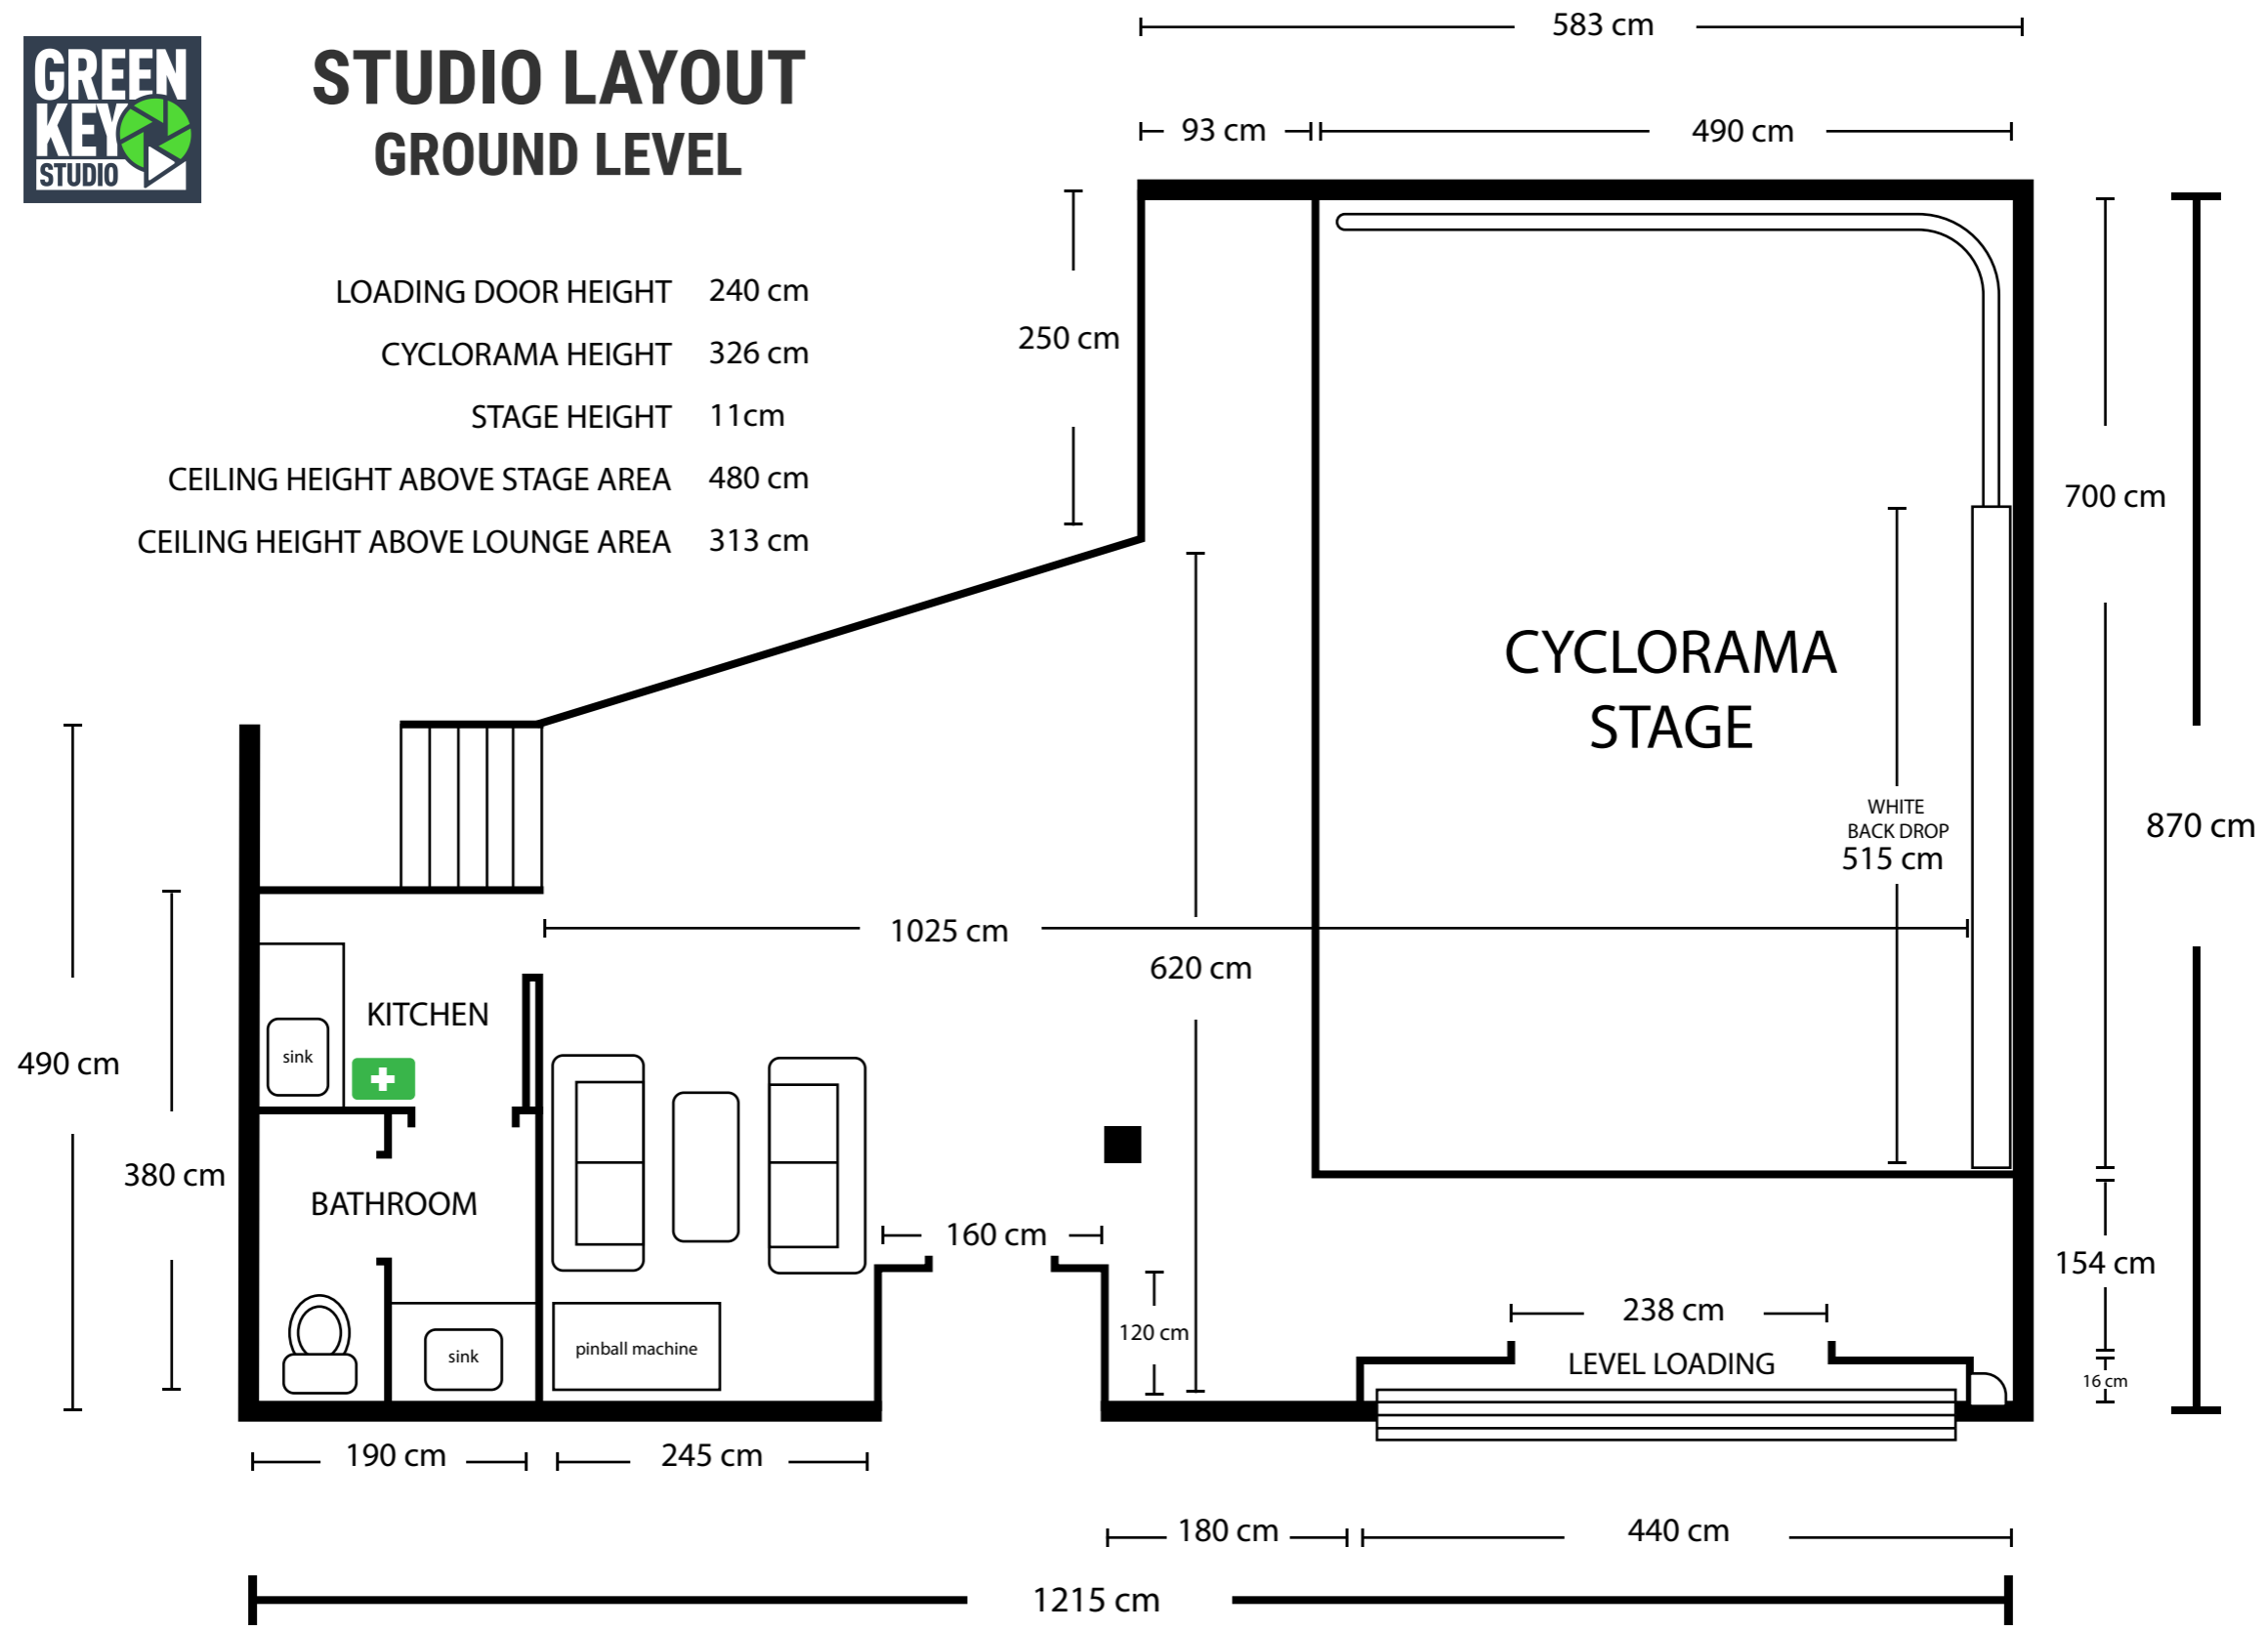 GREEN
KEY
STUDIO
STUDIO LAYOUT
GROUND LEVEL
583 cm
93 cm
490 cm
LOADING DOOR HEIGHT 240 cm
CYCLORAMA HEIGHT 326 cm
STAGE HEIGHT 11cm
CEILING HEIGHT ABOVE STAGE AREA 480 cm
CEILING HEIGHT ABOVE LOUNGE AREA 313 cm
250 cm
700 cm
CYCLORAMA
STAGE
WHITE
BACK DROP
515 cm
870 cm
1025 cm
620 cm
KITCHEN
sink
490 cm
380 cm
BATHROOM
160 cm
154 cm
238 cm
120 cm
LEVEL LOADING
16 cm
sink
pinball machine
190 cm
245 cm
180 cm
440 cm
1215 cm